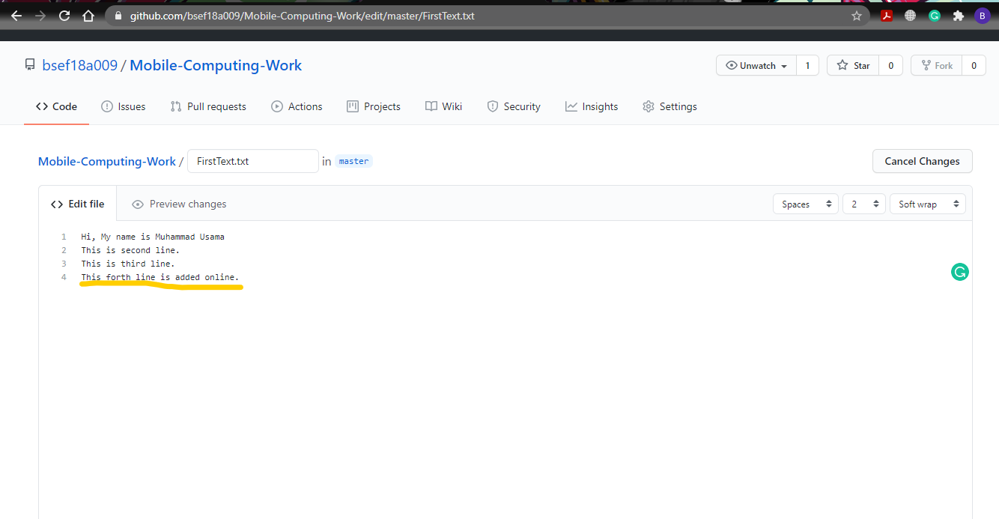 github.com/bsef18a009/Mobile-Computing-Work/edit/master/FirstText.txt
B
bsef18a009 / Mobile-Computing-Work
Unwatch 1 Star 0 Fork 0
Code Issues Pull requests Actions Projects Wiki Security Insights Settings
Mobile-Computing-Work / FirstText.txt in master Cancel Changes
Edit file Preview changes Spaces 2 Soft wrap
1 Hi, My name is Muhammad Usama
2 This is second line.
3 This is third line.
4 This forth line is added online.